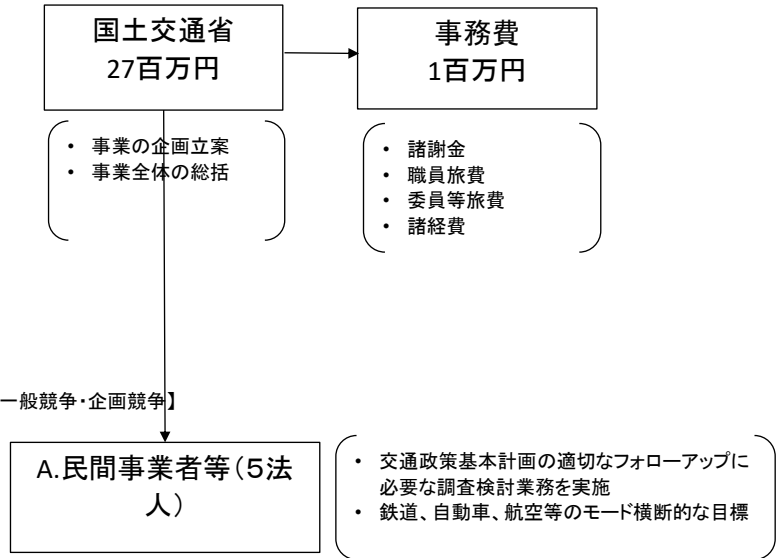 国土交通省
27百万円
事務費
1百万円
• 事業の企画立案
• 事業全体の総括
• 諸謝金
• 職員旅費
• 委員等旅費
• 諸経費
一般競争・企画競争】
A.民間事業者等（５法
人）
• 交通政策基本計画の適切なフォローアップに
必要な調査検討業務を実施
• 鉄道、自動車、航空等のモード横断的な目標